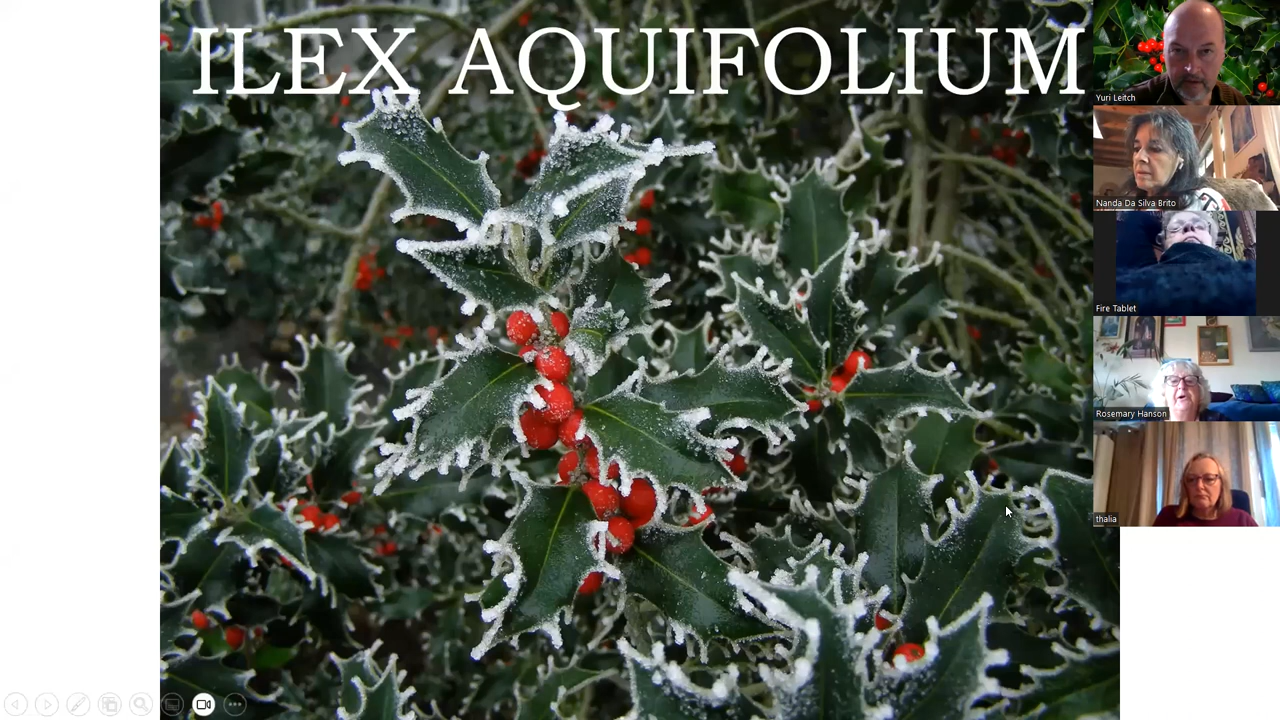 ILEX AQUIFOLIUM
Yuri Leitch
Nanda Da Silva Brito
Fire Tablet
Rosemary Hanson
thalia